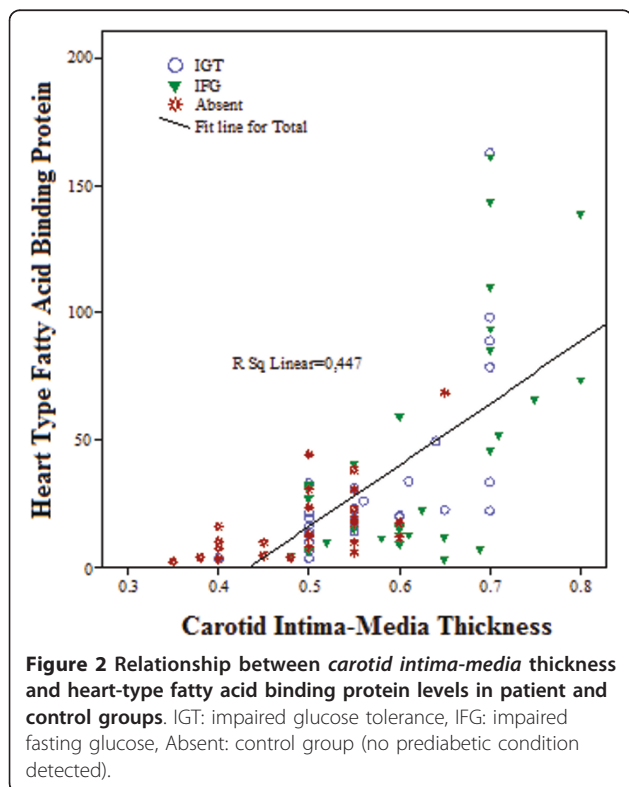 200
150
100
50
0
Heart Type Fatty Acid Binding Protein
IGT
IFG
Absent
Fit line for Total
R Sq Linear=0,447
0.3 0.4 0.5 0.6 0.7 0.8
Carotid Intima-Media Thickness
Figure 2 Relationship between carotid intima-media thickness
and heart-type fatty acid binding protein levels in patient and
control groups. IGT: impaired glucose tolerance, IFG: impaired
fasting glucose, Absent: control group (no prediabetic condition
detected).